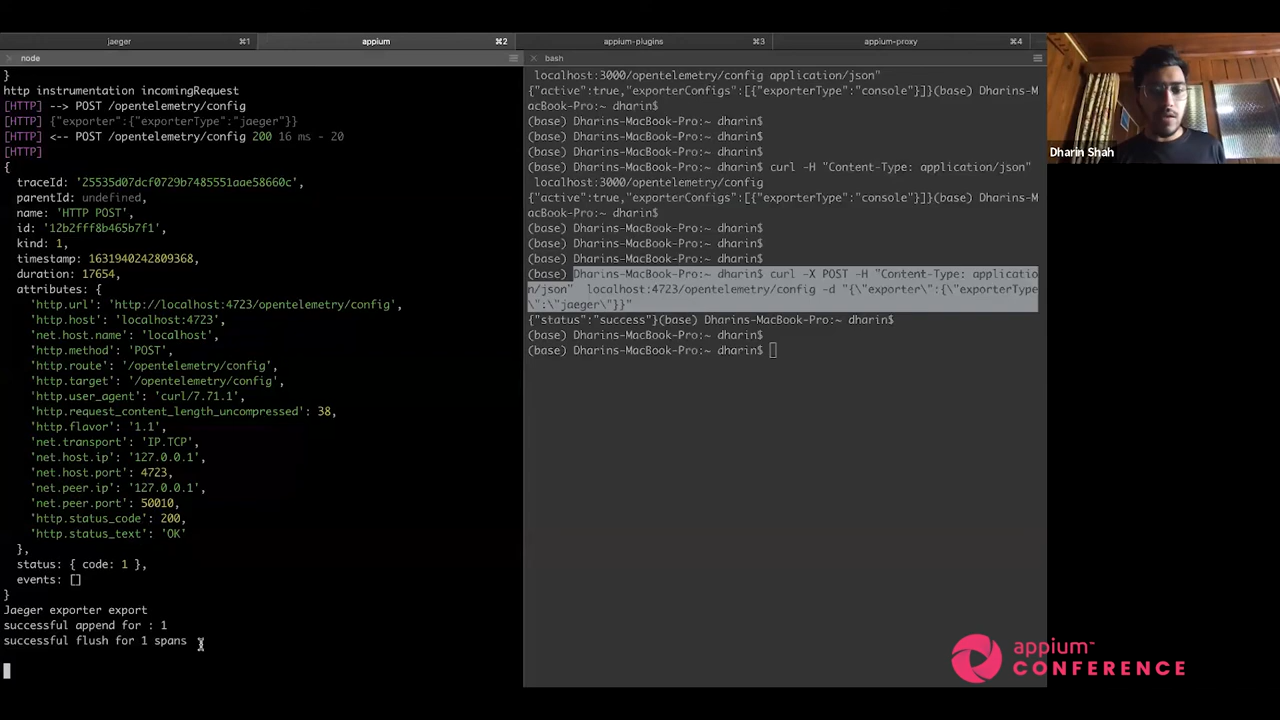 jaeger ⌘1
appium ⌘2
appium-plugins ⌘3
appium-proxy ⌘4
node
}
http instrumentation incomingRequest
[HTTP] --> POST /opentelemetry/config
[HTTP] {"exporter":{"exporterType":"jaeger"}}
[HTTP] <-- POST /opentelemetry/config 200 16 ms - 20
[HTTP]
{
traceId: '25535d07dcf0729b7485551aae58660c',
parentId: undefined,
name: 'HTTP POST',
id: '12b2fff8b465b7f1',
kind: 1,
timestamp: 1631940242809368,
duration: 17654,
attributes: {
'http.url': 'http://localhost:4723/opentelemetry/config',
'http.host': 'localhost:4723',
'net.host.name': 'localhost',
'http.method': 'POST',
'http.route': '/opentelemetry/config',
'http.target': '/opentelemetry/config',
'http.user_agent': 'curl/7.71.1',
'http.request_content_length_uncompressed': 38,
'http.flavor': '1.1',
'net.transport': 'IP.TCP',
'net.host.ip': '127.0.0.1',
'net.host.port': 4723,
'net.peer.ip': '127.0.0.1',
'net.peer.port': 50010,
'http.status_code': 200,
'http.status_text': 'OK'
},
status: { code: 1 },
events: []
}
Jaeger exporter export
successful append for : 1
successful flush for 1 spans
bash
localhost:3000/opentelemetry/config application/json"
{"active":true,"exporterConfigs":[{"exporterType":"console"}]}(base) Dharins-M
acBook-Pro:~ dharin$
(base) Dharins-MacBook-Pro:~ dharin$
(base) Dharins-MacBook-Pro:~ dharin$
(base) Dharins-MacBook-Pro:~ dharin$
(base) Dharins-MacBook-Pro:~ dharin$ curl -H "Content-Type: application/json"
localhost:3000/opentelemetry/config
{"active":true,"exporterConfigs":[{"exporterType":"console"}]}(base) Dharins-M
acBook-Pro:~ dharin$
(base) Dharins-MacBook-Pro:~ dharin$
(base) Dharins-MacBook-Pro:~ dharin$
(base) Dharins-MacBook-Pro:~ dharin$
(base) Dharins-MacBook-Pro:~ dharin$ curl -X POST -H "Content-Type: applicatio
n/json" localhost:4723/opentelemetry/config -d "{\"exporter\":{\"exporterType
\":\"jaeger\"}}"
{"status":"success"}(base) Dharins-MacBook-Pro:~ dharin$
(base) Dharins-MacBook-Pro:~ dharin$
(base) Dharins-MacBook-Pro:~ dharin$
Dharin Shah
appium™
CONFERENCE